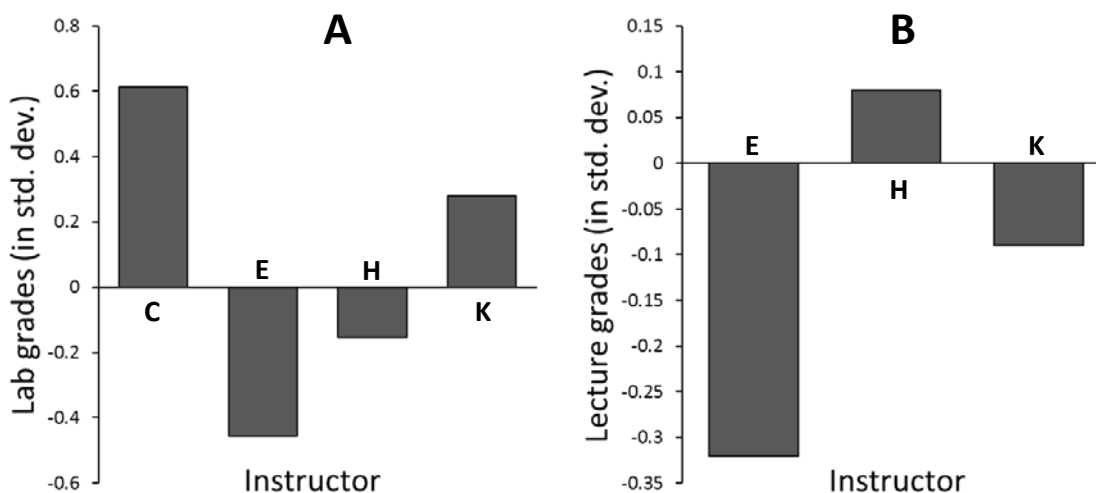 A
Lab grades (in std. dev.)
0.8
0.6
0.4
0.2
0
-0.2
-0.4
-0.6
C
E
H
K
Instructor
B
Lecture grades (in std. dev.)
0.15
0.1
0.05
0
-0.05
-0.1
-0.15
-0.2
-0.25
-0.3
-0.35
E
H
K
Instructor